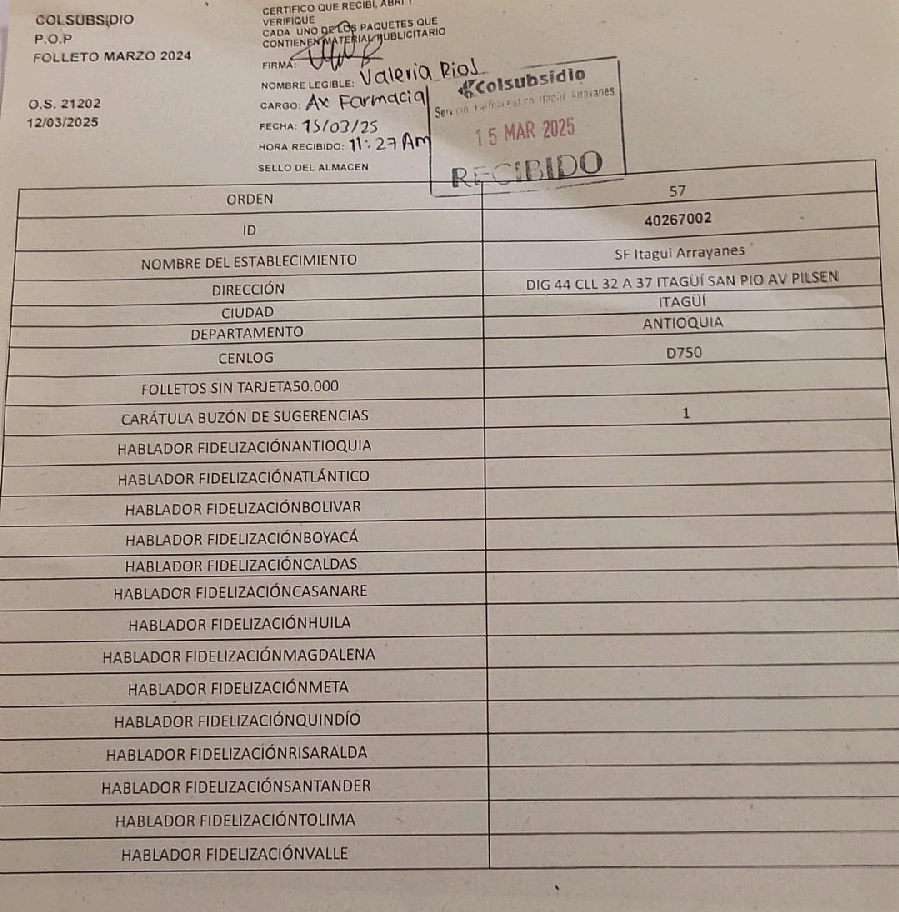 COLSUBSIDIO
P.O.P
FOLLETO MARZO 2024
O.S. 21202
12/03/2025
CERTIFICO QUE RECIBI, ABRI Y
VERIFIQUE
CADA UNO DE LOS PAQUETES QUE
CONTIENEN MATERIAL PUBLICITARIO
FIRMA:
NOMBRE LEGIBLE: Valeria Rios
CARGO: Ax Farmacia
FECHA: 15/03/25
HORA RECIBIDO: 11:27 Am
SELLO DEL ALMACEN
Colsubsidio
Servicio Farmacéutico Itagüí Arrayanes
15 MAR 2025
RECIBIDO
ORDEN 57
ID 40267002
NOMBRE DEL ESTABLECIMIENTO SF Itagui Arrayanes
DIRECCIÓN DIG 44 CLL 32 A 37 ITAGÜÍ SAN PIO AV PILSEN
CIUDAD ITAGÜÍ
DEPARTAMENTO ANTIOQUIA
CENLOG D750
FOLLETOS SIN TARJETA50.000
CARÁTULA BUZÓN DE SUGERENCIAS 1
HABLADOR FIDELIZACIÓNANTIOQUIA
HABLADOR FIDELIZACIÓNATLÁNTICO
HABLADOR FIDELIZACIÓNBOLIVAR
HABLADOR FIDELIZACIÓNBOYACÁ
HABLADOR FIDELIZACIÓNCALDAS
HABLADOR FIDELIZACIÓNCASANARE
HABLADOR FIDELIZACIÓNHUILA
HABLADOR FIDELIZACIÓNMAGDALENA
HABLADOR FIDELIZACIÓNMETA
HABLADOR FIDELIZACIÓNQUINDÍO
HABLADOR FIDELIZACIÓNRISARALDA
HABLADOR FIDELIZACIÓNSANTANDER
HABLADOR FIDELIZACIÓNTOLIMA
HABLADOR FIDELIZACIÓNVALLE